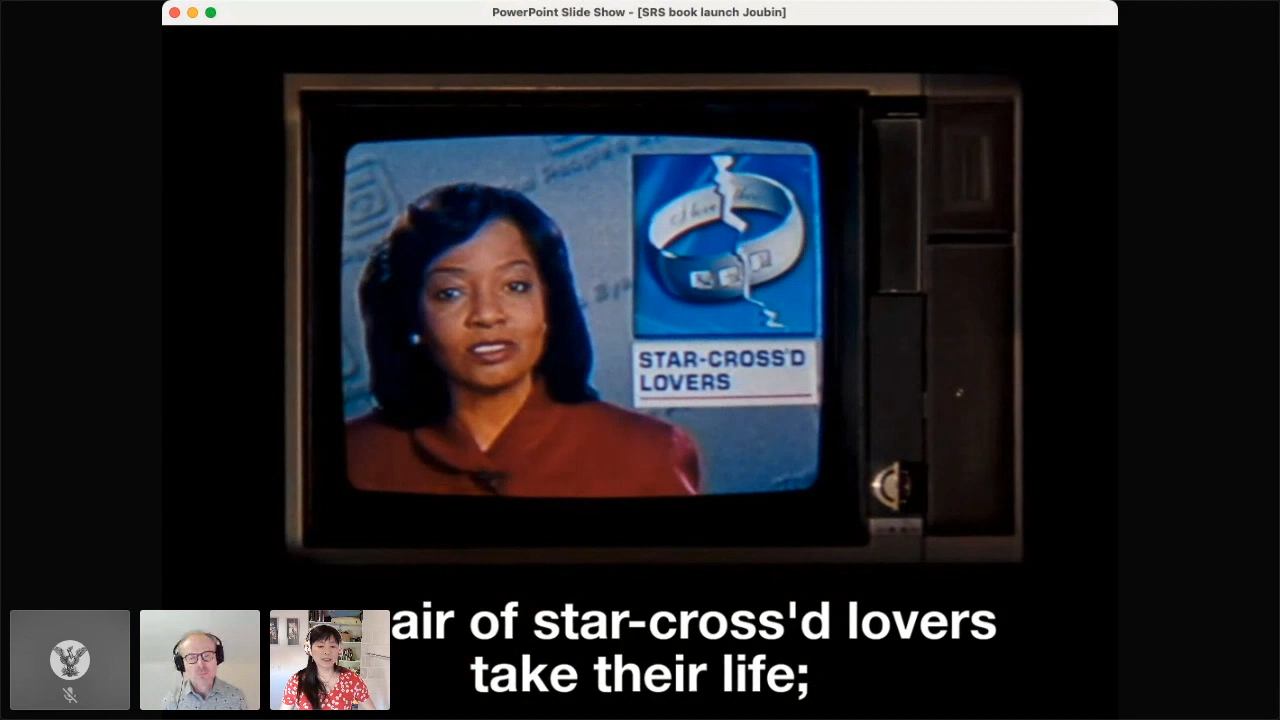 PowerPoint Slide Show - [SRS book launch Joubin]
STAR-CROSS'D
LOVERS
air of star-cross'd lovers
take their life;